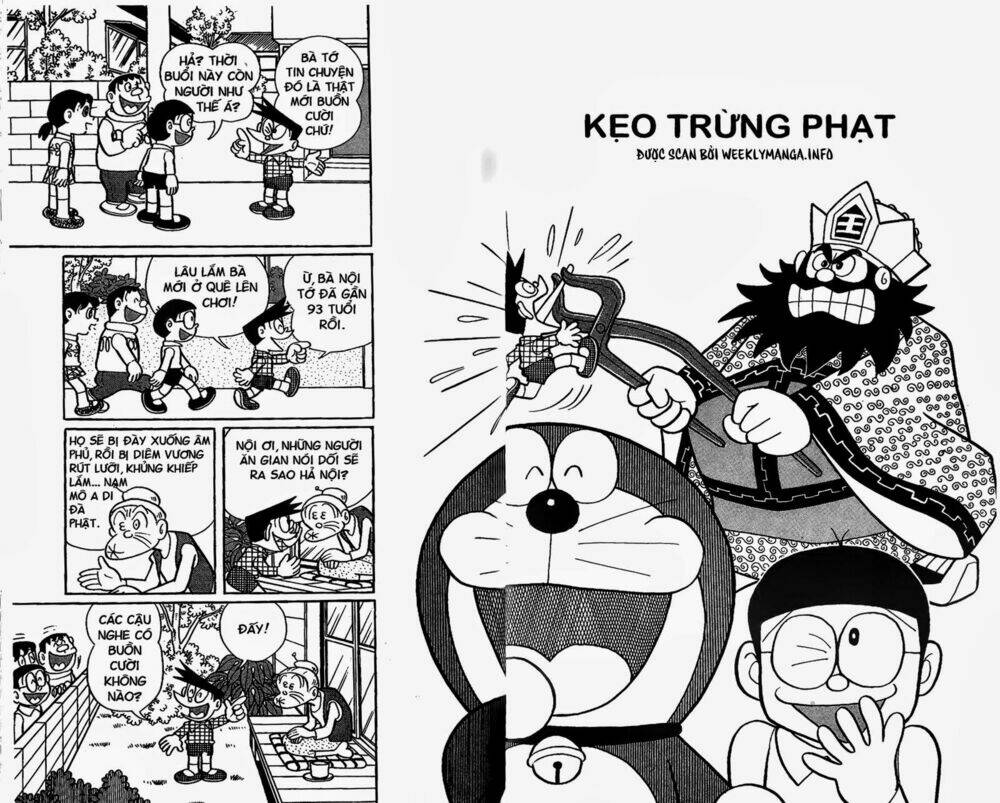 KẸO TRỪNG PHẠT
ĐƯỢC SCAN BỞI WEEKLYMANGA.INFO
BÀ TỚ
TIN CHUYỆN
ĐÓ LÀ THẬT
MỚI BUỒN
CƯỜI
CHỨ!
HẢ? THỜI
BUỔI NÀY CÒN
NGƯỜI NHƯ
THẾ Á?
Ừ, BÀ NỘI
TỚ ĐÃ GẦN
93 TUỔI
RỒI.
LÂU LẮM BÀ
MỚI Ở QUÊ LÊN
CHƠI!
NỘI ƠI, NHỮNG NGƯỜI
ĂN GIAN NÓI DỐI SẼ
RA SAO HẢ NỘI?
HỌ SẼ BỊ ĐẦY XUỐNG ÂM
PHỦ, RỒI BỊ DIÊM VƯƠNG
RÚT LƯỠI, KHỦNG KHIẾP
LẮM... NAM
MÔ A DI
ĐÀ
PHẬT.
ĐẤY!
CÁC CẬU
NGHE CÓ
BUỒN
CƯỜI
KHÔNG
NÀO?
王